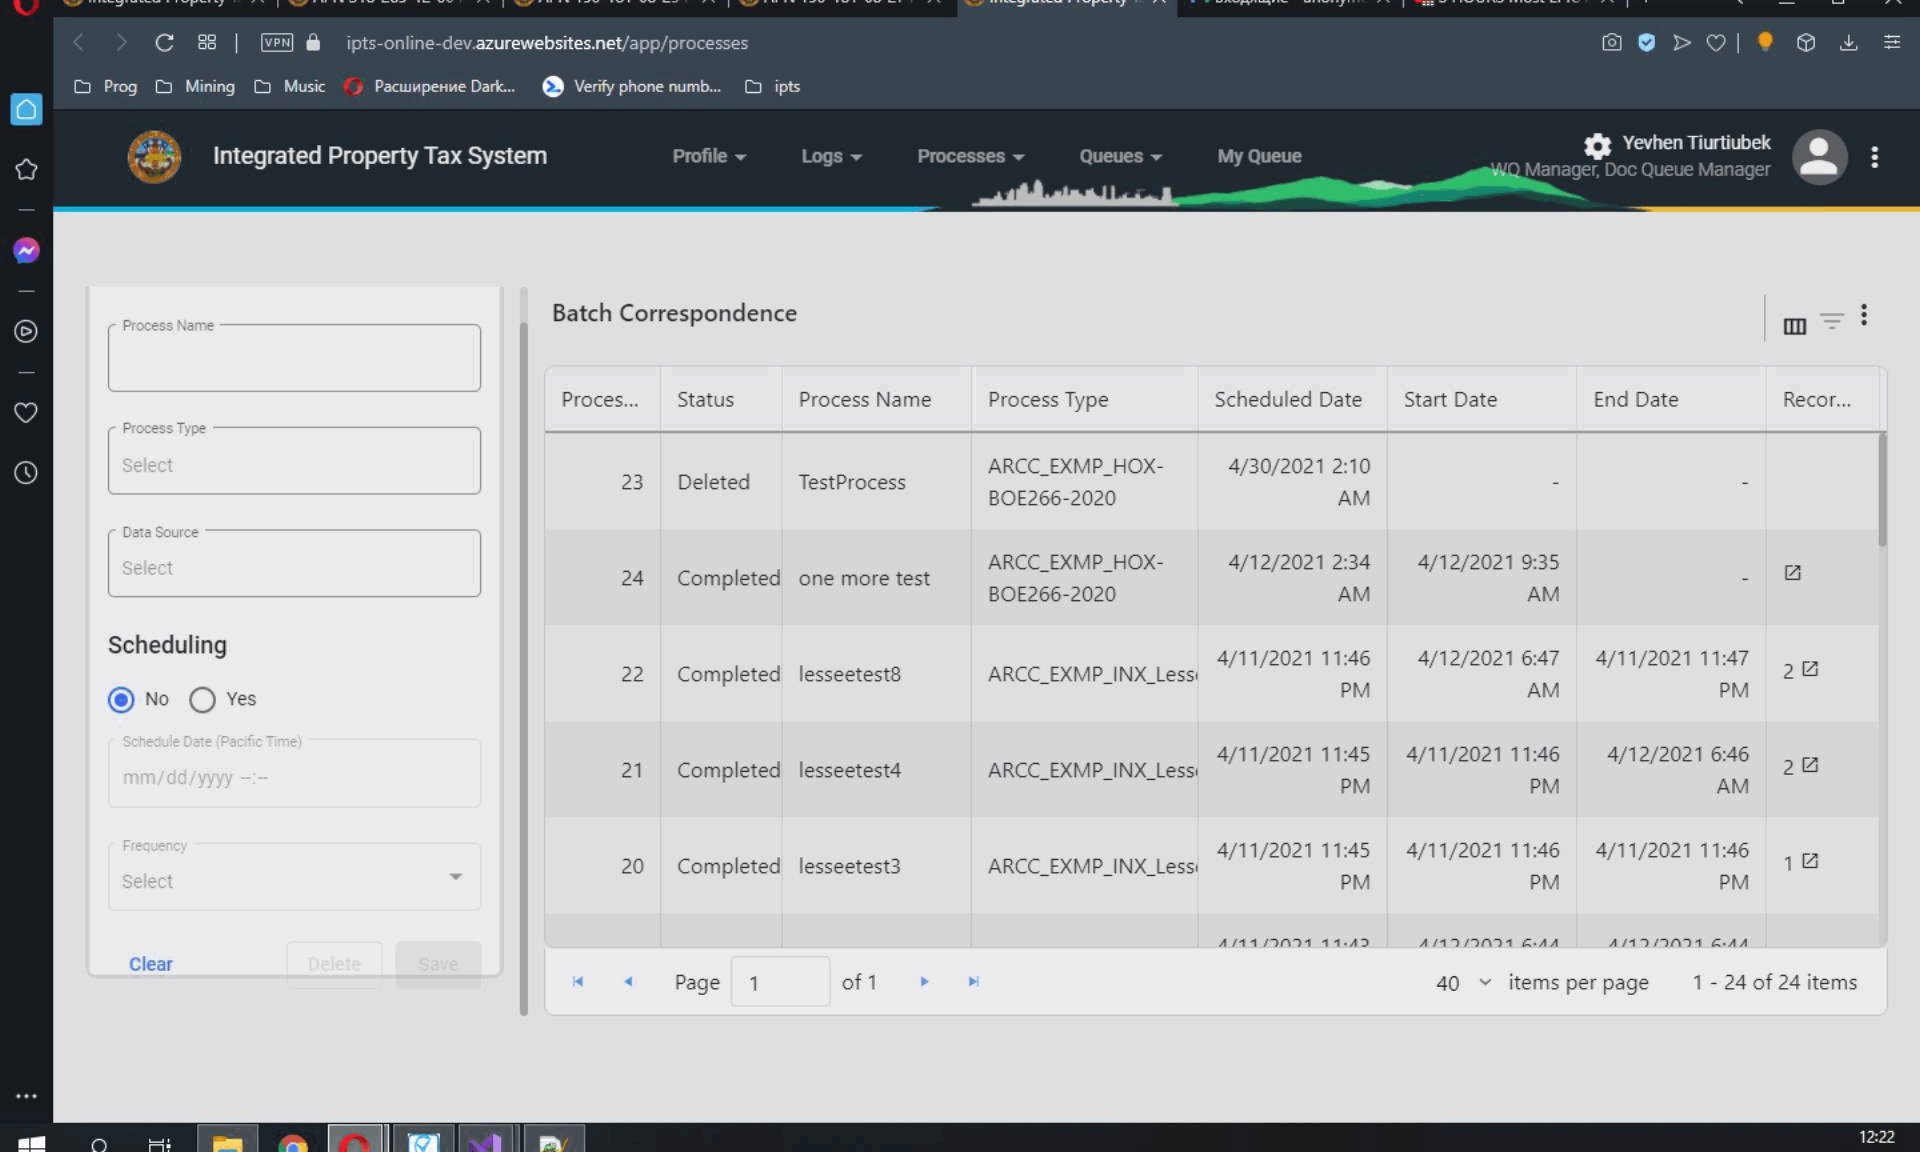 VPN
ipts-online-dev.azurewebsites.net/app/processes
Prog
Mining
Music
Расширение Dark...
Verify phone numb...
ipts
Integrated Property Tax System
Profile
Logs
Processes
Queues
My Queue
Yevhen Tiurtiubek
WQ Manager, Doc Queue Manager
Process Name
Process Type
Select
Data Source
Select
Scheduling
No
Yes
Schedule Date (Pacific Time)
mm/dd/yyyy --:--
Frequency
Select
Clear
Delete
Save
Batch Correspondence
Proces... Status Process Name Process Type Scheduled Date Start Date End Date Recor...
23 Deleted TestProcess ARCC_EXMP_HOX-BOE266-2020 4/30/2021 2:10 AM - -
24 Completed one more test ARCC_EXMP_HOX-BOE266-2020 4/12/2021 2:34 AM 4/12/2021 9:35 AM -
22 Completed lesseetest8 ARCC_EXMP_INX_Less 4/11/2021 11:46 PM 4/12/2021 6:47 AM 4/11/2021 11:47 PM 2
21 Completed lesseetest4 ARCC_EXMP_INX_Less 4/11/2021 11:45 PM 4/11/2021 11:46 PM 4/12/2021 6:46 AM 2
20 Completed lesseetest3 ARCC_EXMP_INX_Less 4/11/2021 11:45 PM 4/11/2021 11:46 PM 4/11/2021 11:46 PM 1
Page 1 of 1
40 items per page
1 - 24 of 24 items
12:22